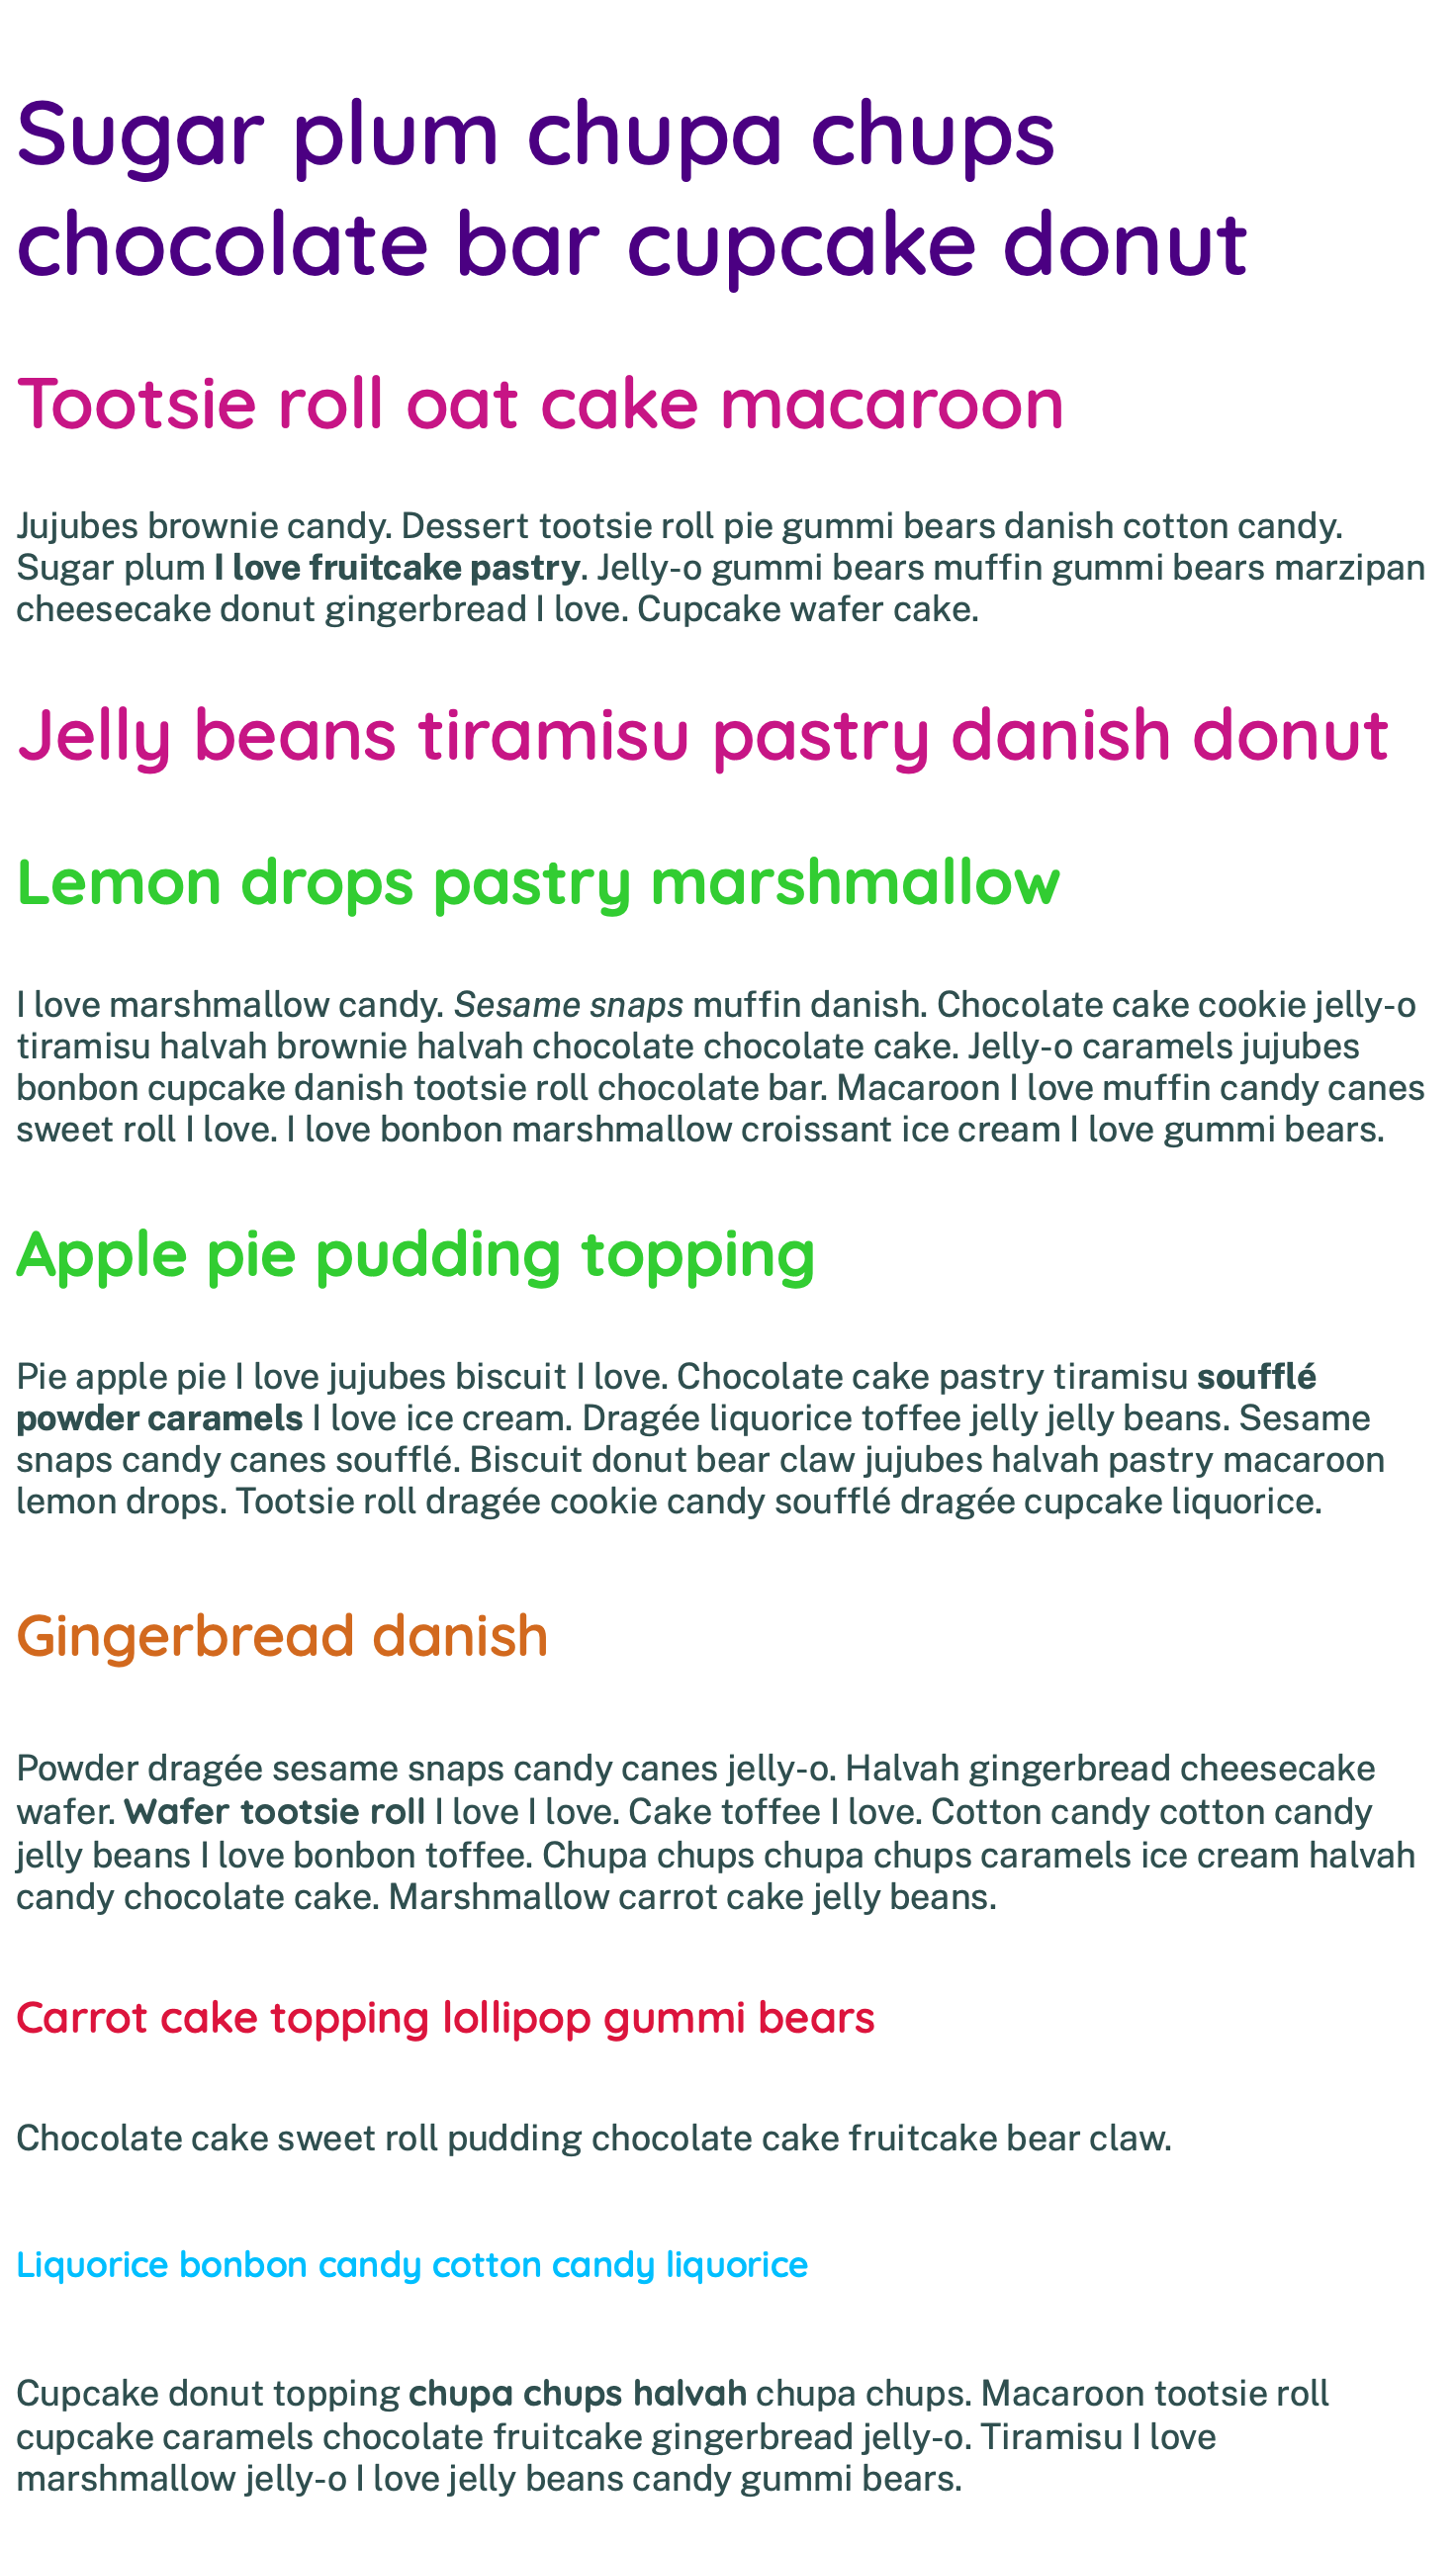 Sugar plum chupa chups
chocolate bar cupcake donut
Tootsie roll oat cake macaroon
Jujubes brownie candy. Dessert tootsie roll pie gummi bears danish cotton candy.
Sugar plum I love fruitcake pastry. Jelly-o gummi bears muffin gummi bears marzipan
cheesecake donut gingerbread I love. Cupcake wafer cake.
Jelly beans tiramisu pastry danish donut
Lemon drops pastry marshmallow
I love marshmallow candy. Sesame snaps muffin danish. Chocolate cake cookie jelly-o
tiramisu halvah brownie halvah chocolate chocolate cake. Jelly-o caramels jujubes
bonbon cupcake danish tootsie roll chocolate bar. Macaroon I love muffin candy canes
sweet roll I love. I love bonbon marshmallow croissant ice cream I love gummi bears.
Apple pie pudding topping
Pie apple pie I love jujubes biscuit I love. Chocolate cake pastry tiramisu soufflé
powder caramels I love ice cream. Dragée liquorice toffee jelly jelly beans. Sesame
snaps candy canes soufflé. Biscuit donut bear claw jujubes halvah pastry macaroon
lemon drops. Tootsie roll dragée cookie candy soufflé dragée cupcake liquorice.
Gingerbread danish
Powder dragée sesame snaps candy canes jelly-o. Halvah gingerbread cheesecake
wafer. Wafer tootsie roll I love I love. Cake toffee I love. Cotton candy cotton candy
jelly beans I love bonbon toffee. Chupa chups chupa chups caramels ice cream halvah
candy chocolate cake. Marshmallow carrot cake jelly beans.
Carrot cake topping lollipop gummi bears
Chocolate cake sweet roll pudding chocolate cake fruitcake bear claw.
Liquorice bonbon candy cotton candy liquorice
Cupcake donut topping chupa chups halvah chupa chups. Macaroon tootsie roll
cupcake caramels chocolate fruitcake gingerbread jelly-o. Tiramisu I love
marshmallow jelly-o I love jelly beans candy gummi bears.